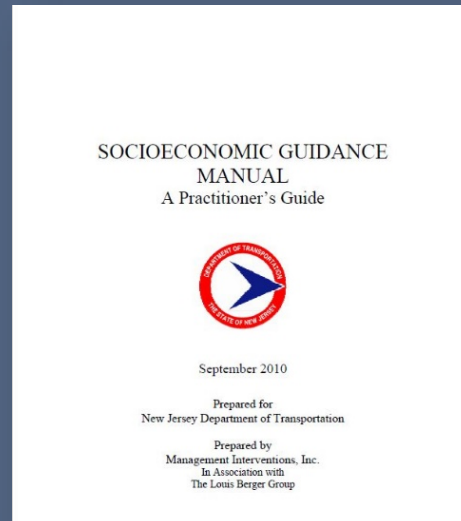 SOCIOECONOMIC GUIDANCE
MANUAL
A Practitioner's Guide
DEPARTMENT OF TRANSPORTATION
THE STATE OF NEW JERSEY
September 2010
Prepared for
New Jersey Department of Transportation
Prepared by
Management Interventions, Inc.
In Association with
The Louis Berger Group